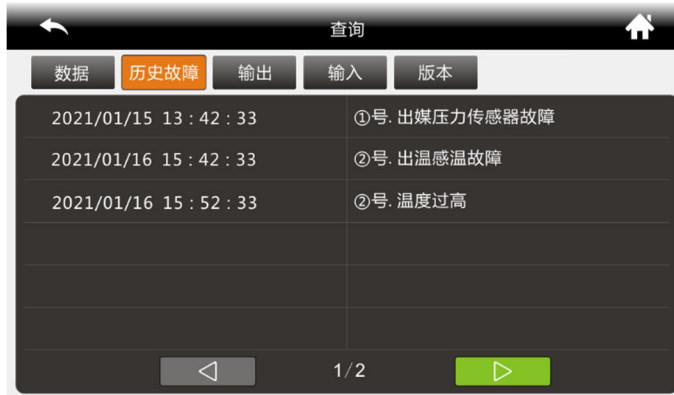 查询
数据 历史故障 输出 输入 版本
2021/01/15 13:42:33 ①号.出媒压力传感器故障
2021/01/16 15:42:33 ②号.出温感温故障
2021/01/16 15:52:33 ②号.温度过高
1/2